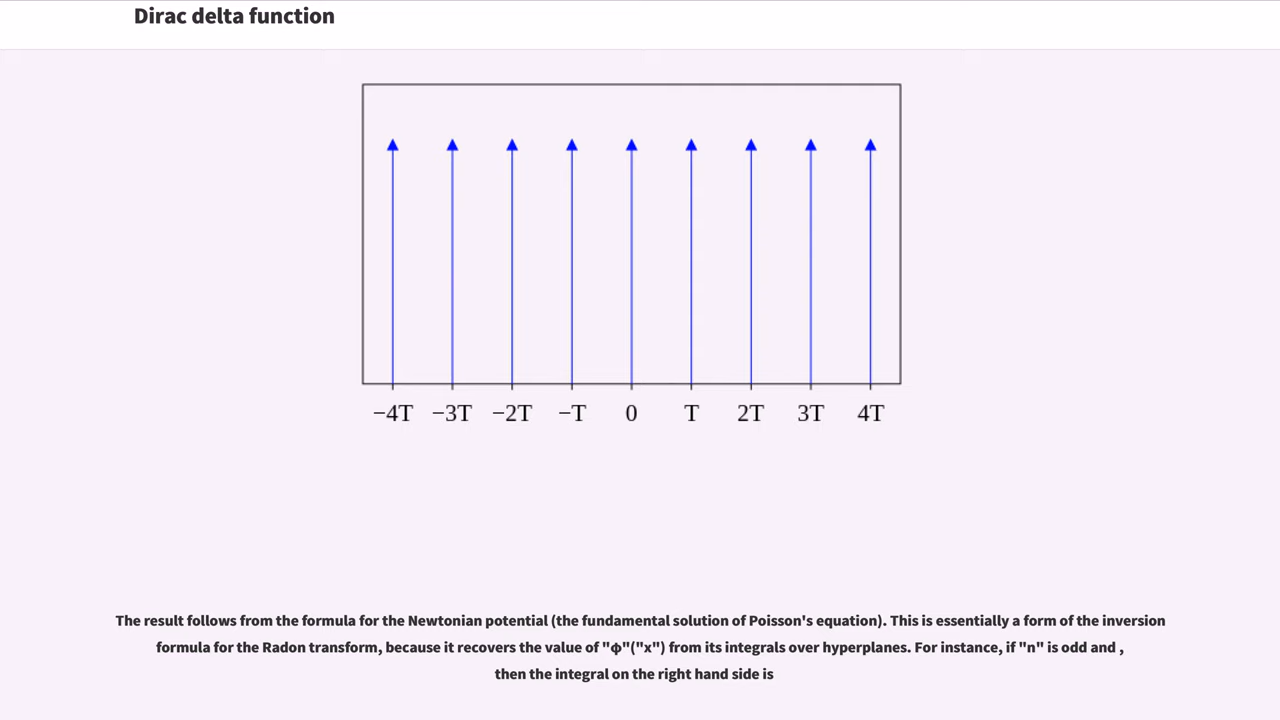 Dirac delta function
−4T −3T −2T −T 0 T 2T 3T 4T
The result follows from the formula for the Newtonian potential (the fundamental solution of Poisson's equation). This is essentially a form of the inversion
formula for the Radon transform, because it recovers the value of "φ"("x") from its integrals over hyperplanes. For instance, if "n" is odd and ,
then the integral on the right hand side is